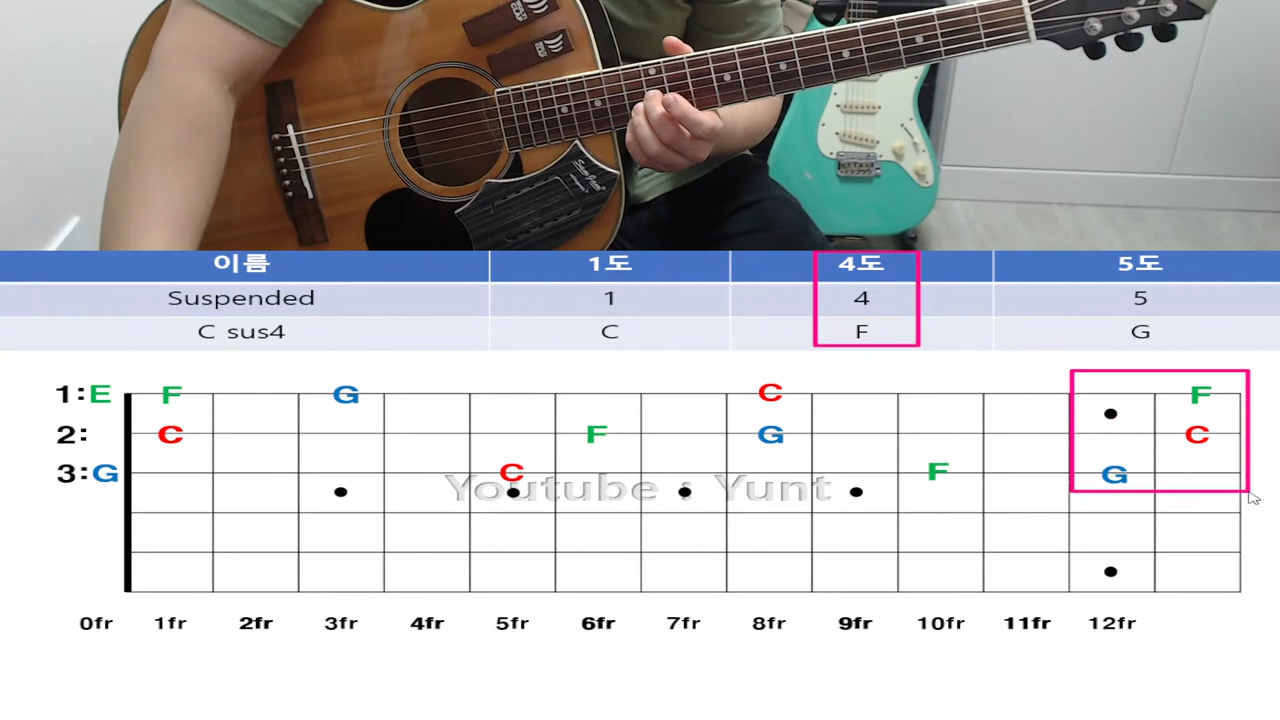 이름 1도 4도 5도
Suspended 1 4 5
C sus4 C F G
1: E F G C F
2: C F G C
3: G C F G
Youtube : Yunt
0fr 1fr 2fr 3fr 4fr 5fr 6fr 7fr 8fr 9fr 10fr 11fr 12fr